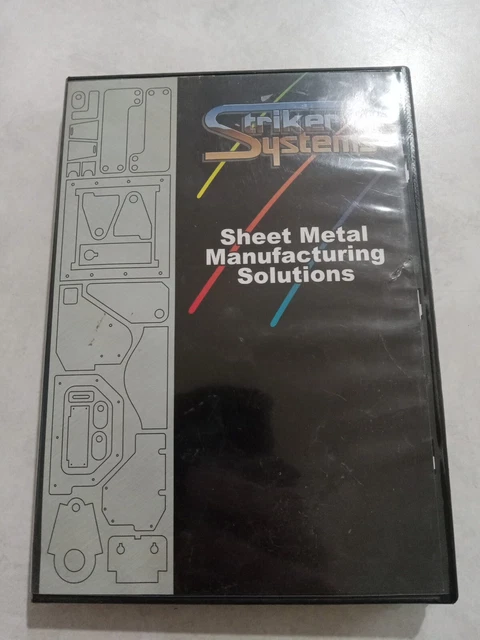 Striker
Systems
Sheet Metal
Manufacturing
Solutions